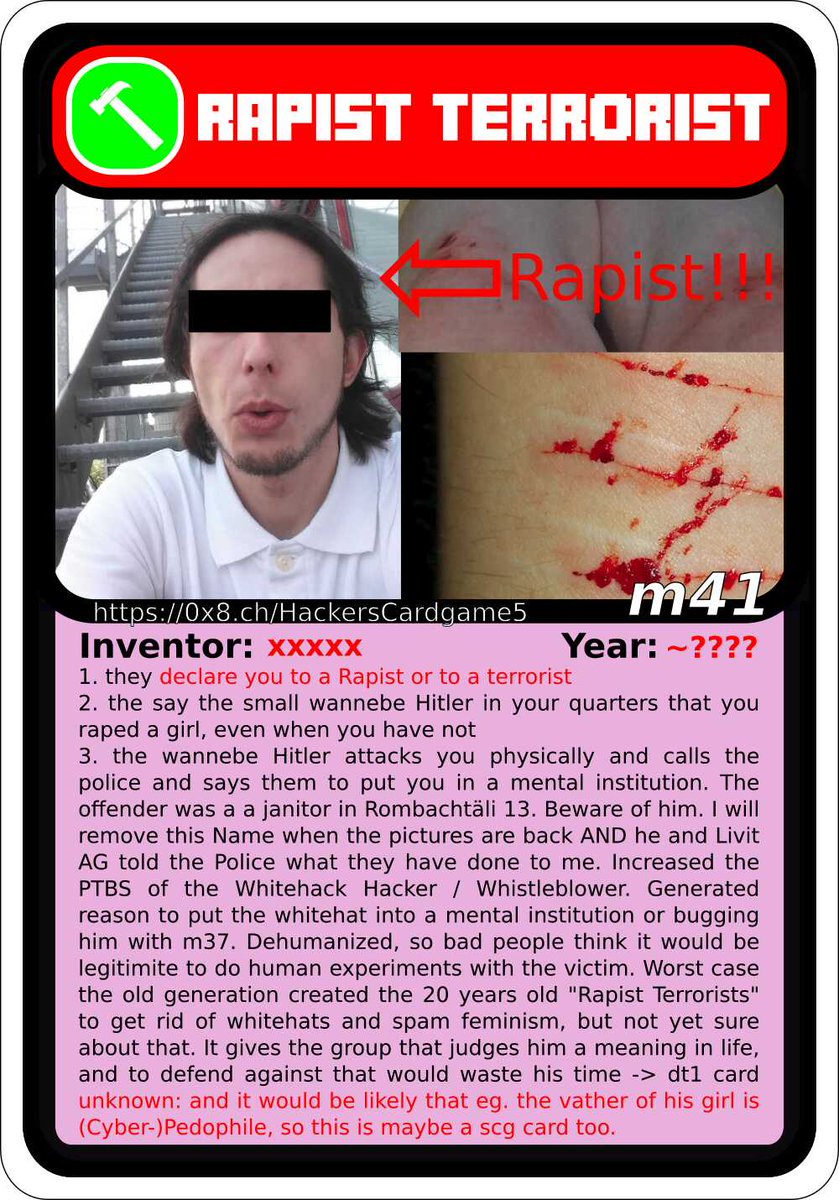 RAPIST TERRORIST
Rapist!!!
m41
https://0x8.ch/HackersCardgame5
Inventor: xxxxx Year: ~????
1. they declare you to a Rapist or to a terrorist
2. the say the small wannebe Hitler in your quarters that you
raped a girl, even when you have not
3. the wannebe Hitler attacks you physically and calls the
police and says them to put you in a mental institution. The
offender was a a janitor in Rombachtäli 13. Beware of him. I will
remove this Name when the pictures are back AND he and Livit
AG told the Police what they have done to me. Increased the
PTBS of the Whitehack Hacker / Whistleblower. Generated
reason to put the whitehat into a mental institution or bugging
him with m37. Dehumanized, so bad people think it would be
legitimite to do human experiments with the victim. Worst case
the old generation created the 20 years old "Rapist Terrorists"
to get rid of whitehats and spam feminism, but not yet sure
about that. It gives the group that judges him a meaning in life,
and to defend against that would waste his time -> dt1 card
unknown: and it would be likely that eg. the vather of his girl is
(Cyber-)Pedophile, so this is maybe a scg card too.